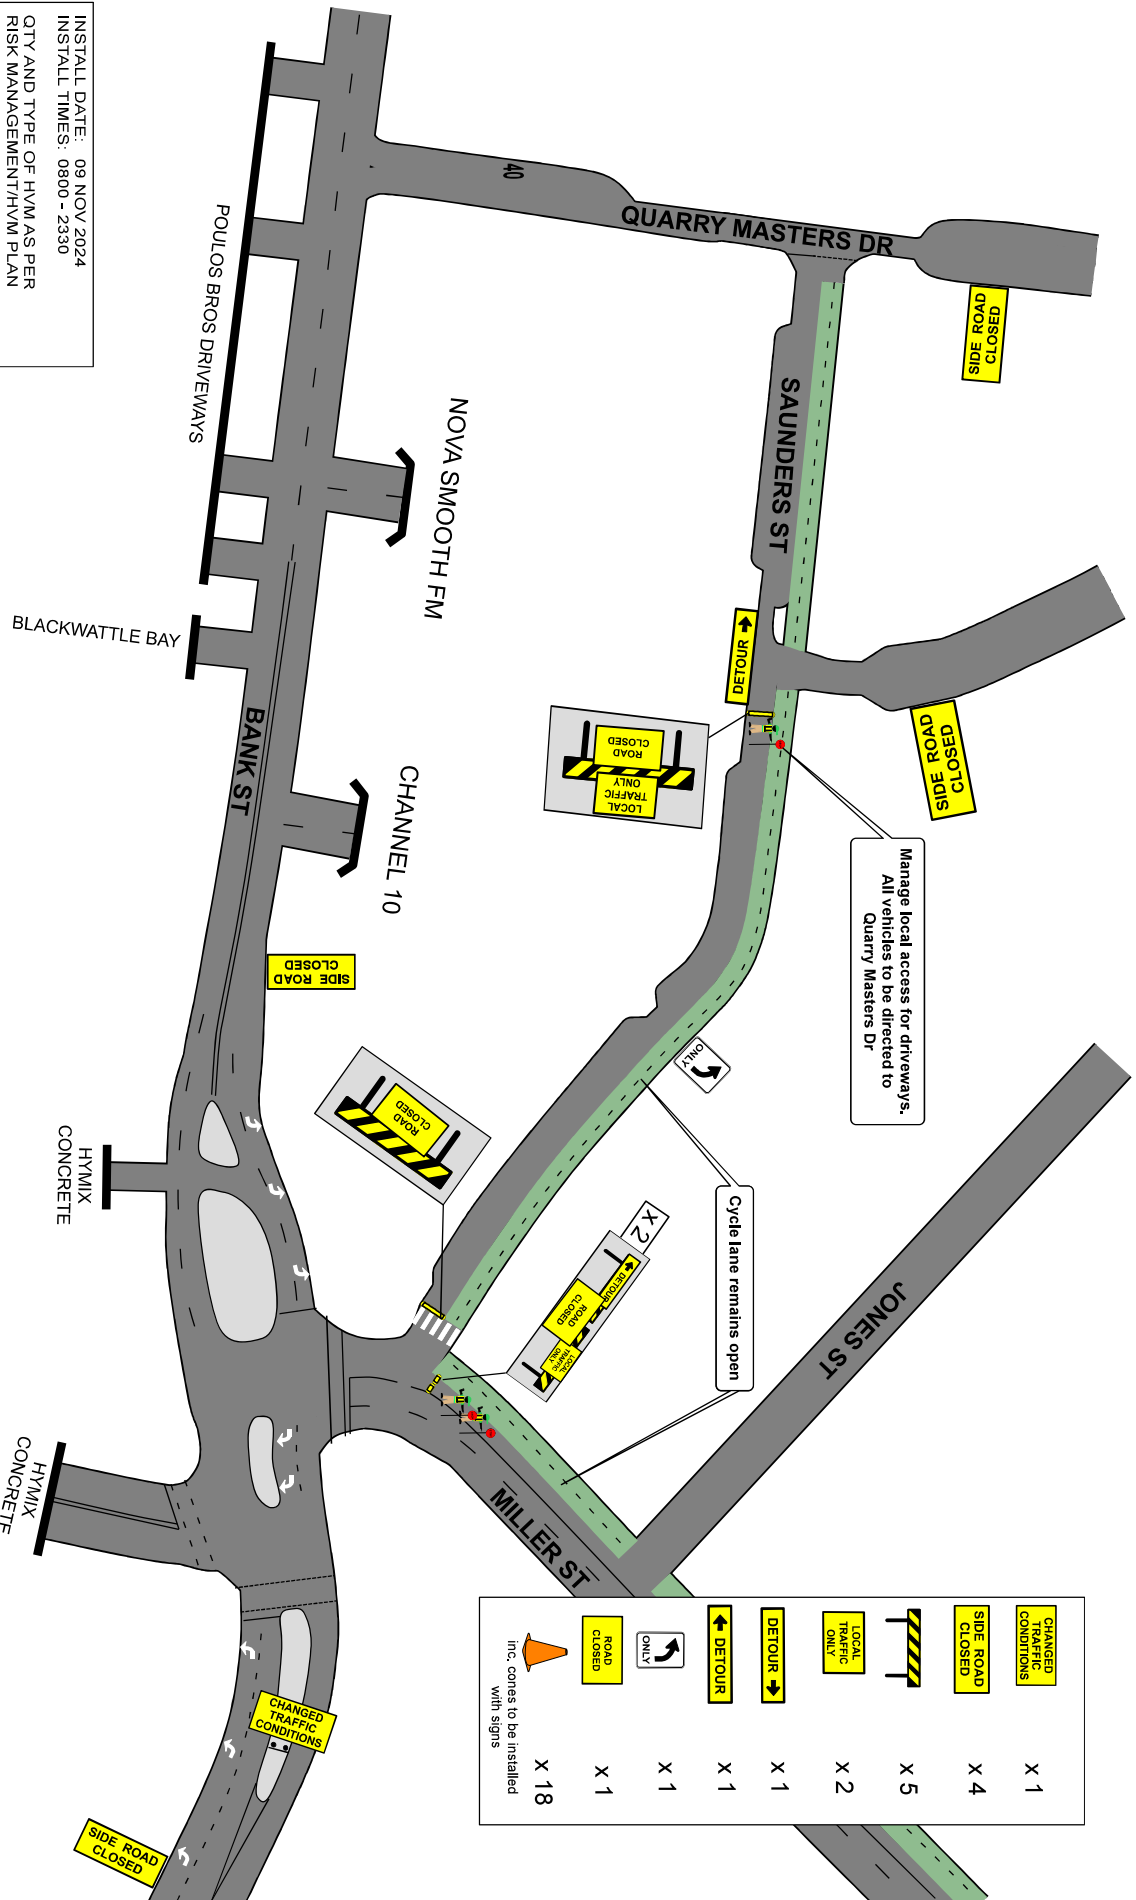 INSTALL DATE: 09 NOV 2024
INSTALL TIMES: 0800 - 2330
QTY AND TYPE OF HVM AS PER
RISK MANAGEMENT/HVM PLAN
POULOS BROS DRIVEWAYS
BLACKWATTLE BAY
NOVA SMOOTH FM
CHANNEL 10
BANK ST
40
QUARRY MASTERS DR
SAUNDERS ST
SIDE ROAD
CLOSED
DETOUR
ROAD
CLOSED
LOCAL
TRAFFIC
ONLY
SIDE ROAD
CLOSED
Manage local access for driveways.
All vehicles to be directed to
Quarry Masters Dr
SIDE ROAD
CLOSED
ROAD
CLOSED
ONLY
Cycle lane remains open
X 2
DETOUR
ROAD
CLOSED
LOCAL
TRAFFIC
ONLY
JONES ST
MILLER ST
HYMIX
CONCRETE
HYMIX
CONCRETE
CHANGED
TRAFFIC
CONDITIONS
SIDE ROAD
CLOSED
CHANGED
TRAFFIC
CONDITIONS
X 1
SIDE ROAD
CLOSED
X 4
X 5
LOCAL
TRAFFIC
ONLY
X 2
DETOUR
X 1
DETOUR
X 1
ONLY
X 1
ROAD
CLOSED
X 1
X 18
inc, cones to be installed
with signs